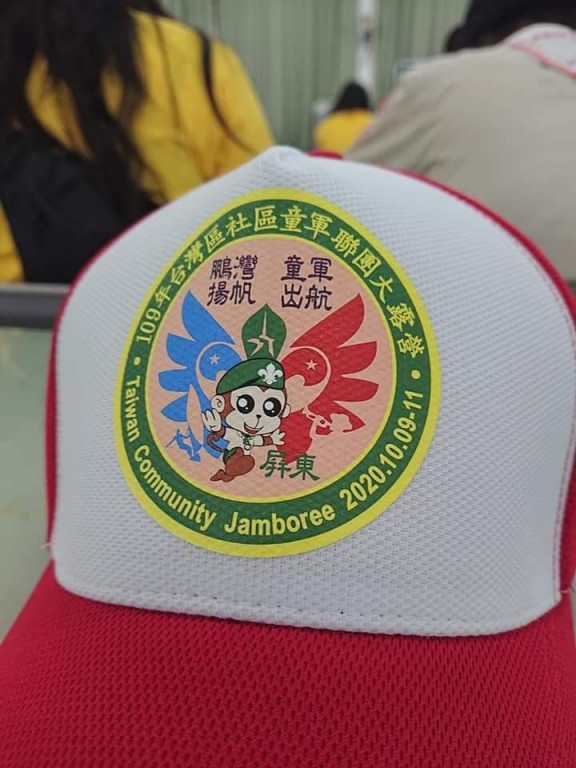 109年台灣區社區童軍聯團大露營
鵬灣 童軍
揚帆 出航
屏東
Taiwan Community Jamboree 2020.10.09-11